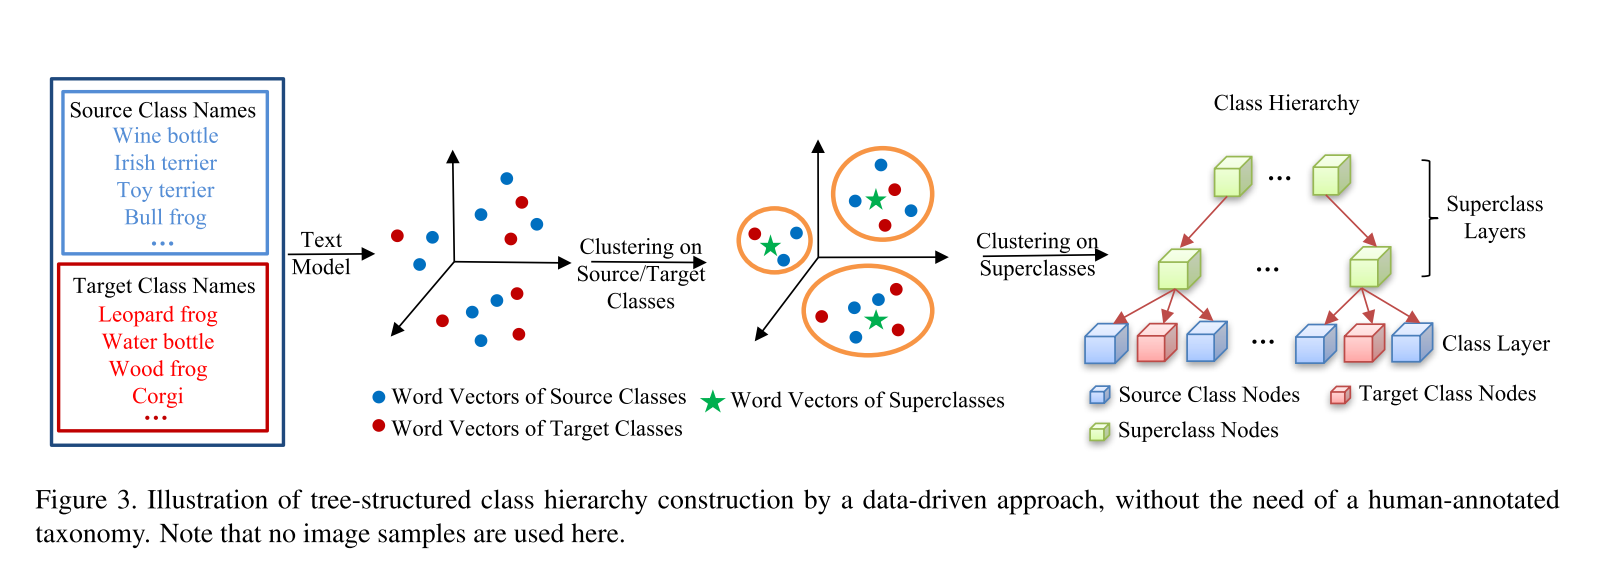 Source Class Names
Wine bottle
Irish terrier
Toy terrier
Bull frog
...
Target Class Names
Leopard frog
Water bottle
Wood frog
Corgi
...
Text
Model
Clustering on
Source/Target
Classes
Clustering on
Superclasses
Class Hierarchy
...
Superclass
Layers
...
...
Class Layer
Word Vectors of Source Classes
Word Vectors of Superclasses
Word Vectors of Target Classes
Source Class Nodes
Target Class Nodes
Superclass Nodes
Figure 3. Illustration of tree-structured class hierarchy construction by a data-driven approach, without the need of a human-annotated
taxonomy. Note that no image samples are used here.